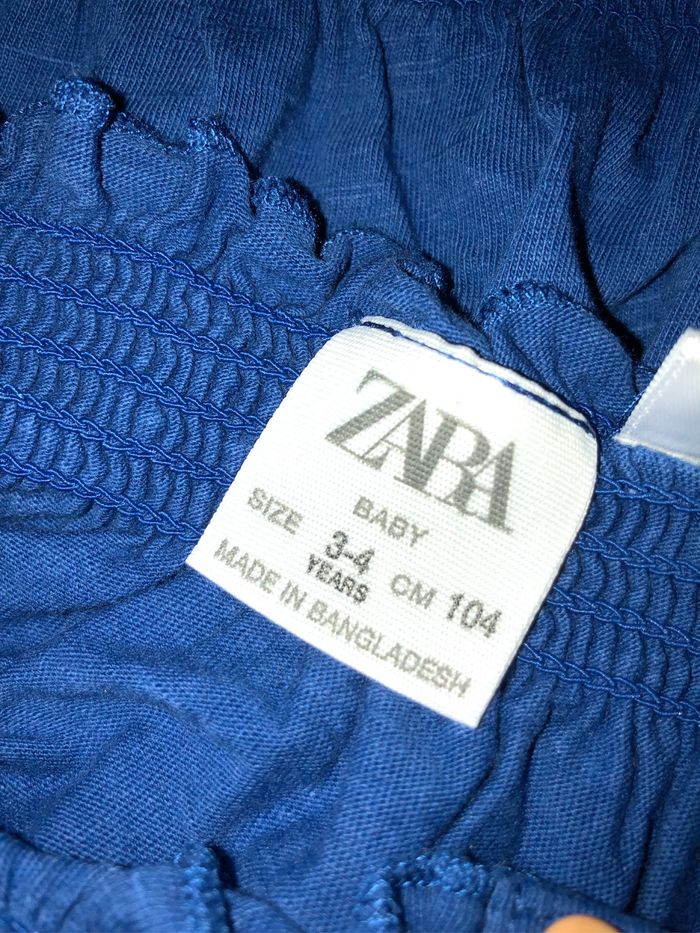 ZARA
BABY
SIZE 3-4 YEARS CM 104
MADE IN BANGLADESH